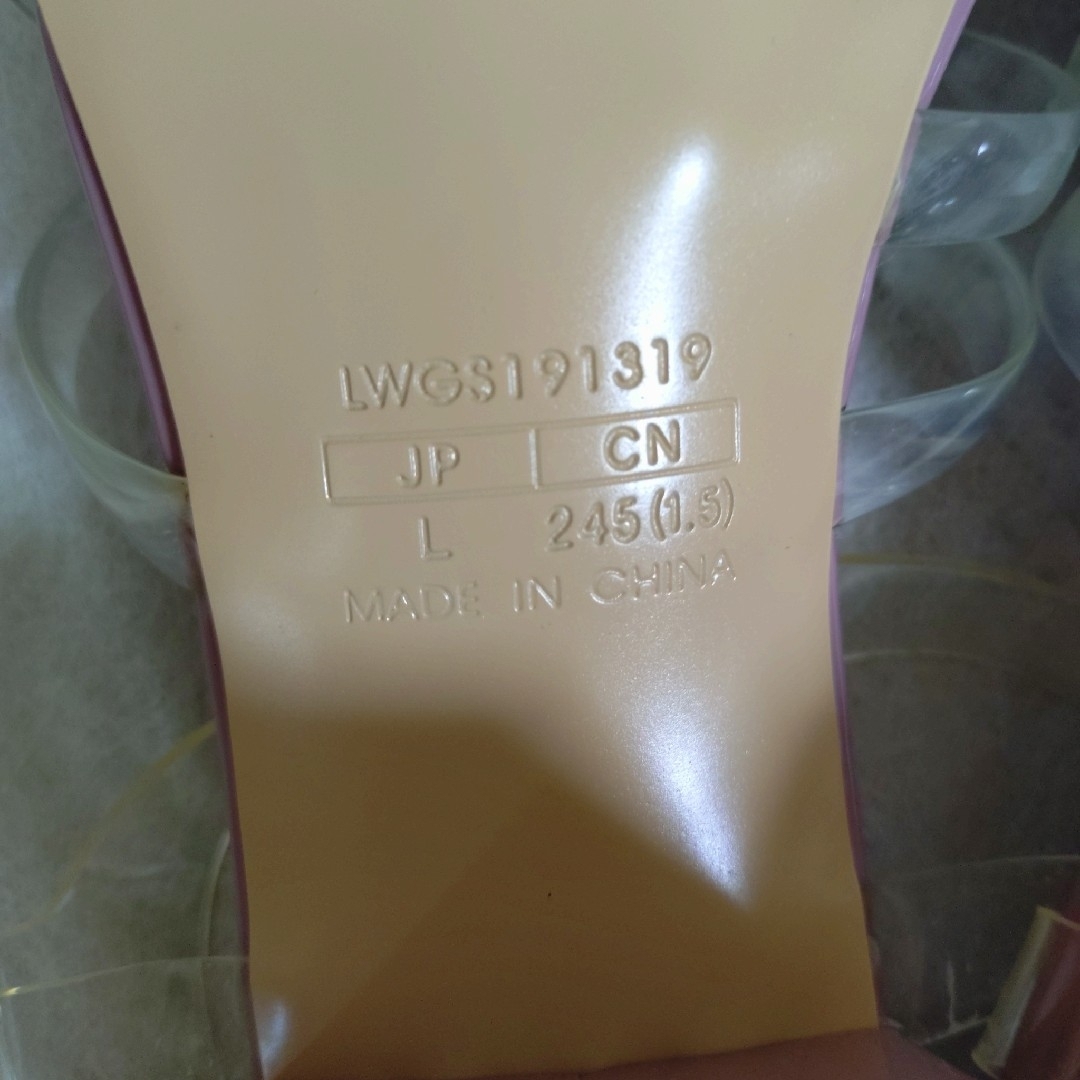 LWGS191319
JP CN
L 245(1.5)
MADE IN CHINA